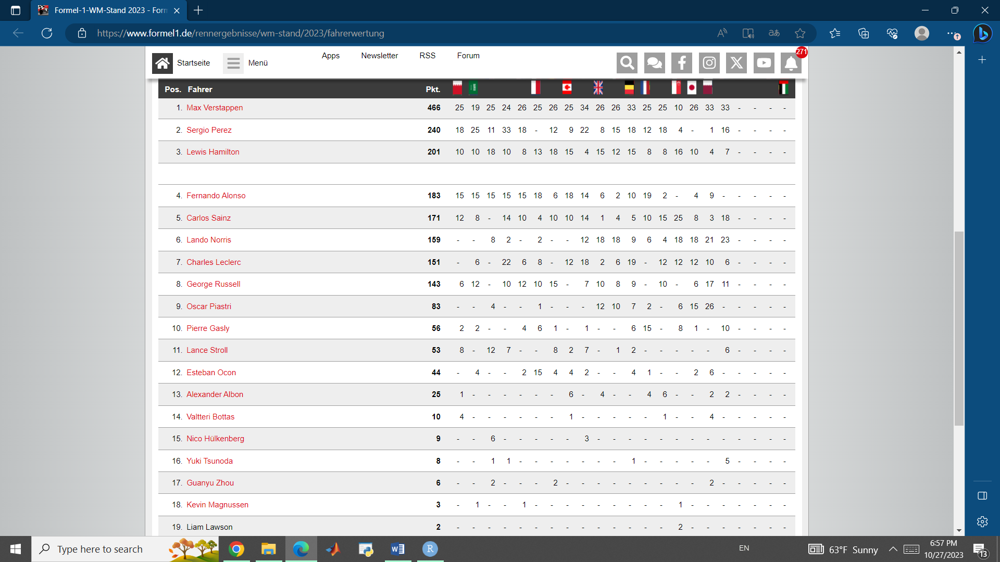 Formel-1-WM-Stand 2023 - Form
https://www.formel1.de/rennergebnisse/wm-stand/2023/fahrerwertung
Startseite Menü Apps Newsletter RSS Forum 271
Pos. Fahrer Pkt.
1. Max Verstappen 466 25 19 25 24 26 25 26 25 34 26 26 33 25 25 10 26 33 33 - - - -
2. Sergio Perez 240 18 25 11 33 18 - 12 9 22 8 15 18 12 18 4 - 1 16 - - - -
3. Lewis Hamilton 201 10 10 18 10 8 13 18 15 4 15 12 15 8 8 16 10 4 7 - - - -
4. Fernando Alonso 183 15 15 15 15 15 18 6 18 14 6 2 10 19 2 - 4 9 - - - - -
5. Carlos Sainz 171 12 8 - 14 10 4 10 10 14 1 4 5 10 15 25 8 3 18 - - - -
6. Lando Norris 159 - - 8 2 - 2 - - 12 18 18 9 6 4 18 18 21 23 - - - -
7. Charles Leclerc 151 - 6 - 22 6 8 - 12 18 2 6 19 - 12 12 12 10 6 - - - -
8. George Russell 143 6 12 - 10 12 10 15 - 7 10 8 9 - 10 - 6 17 11 - - - -
9. Oscar Piastri 83 - - 4 - - 1 - - - 12 10 7 2 - 6 15 26 - - - - -
10. Pierre Gasly 56 2 2 - - 4 6 1 - 1 - - 6 15 - 8 1 - 10 - - - -
11. Lance Stroll 53 8 - 12 7 - - 8 2 7 - 1 2 - - - - - 6 - - - -
12. Esteban Ocon 44 - 4 - - 2 15 4 4 2 - - 4 1 - - 2 6 - - - - -
13. Alexander Albon 25 1 - - - - - - 6 - 4 - - 4 6 - - 2 2 - - - -
14. Valtteri Bottas 10 4 - - - - - - 1 - - - - - 1 - - 4 - - - - -
15. Nico Hülkenberg 9 - - 6 - - - - - 3 - - - - - - - - - - - - -
16. Yuki Tsunoda 8 - - 1 1 - - - - - - - 1 - - - - - 5 - - - -
17. Guanyu Zhou 6 - - 2 - - - 2 - - - - - - - - - 2 - - - - -
18. Kevin Magnussen 3 - 1 - - 1 - - - - - - - - - 1 - - - - - - -
19. Liam Lawson 2 - - - - - - - - - - - - - - 2 - - - - - - -
Type here to search EN 63°F Sunny 6:57 PM
10/27/2023 13